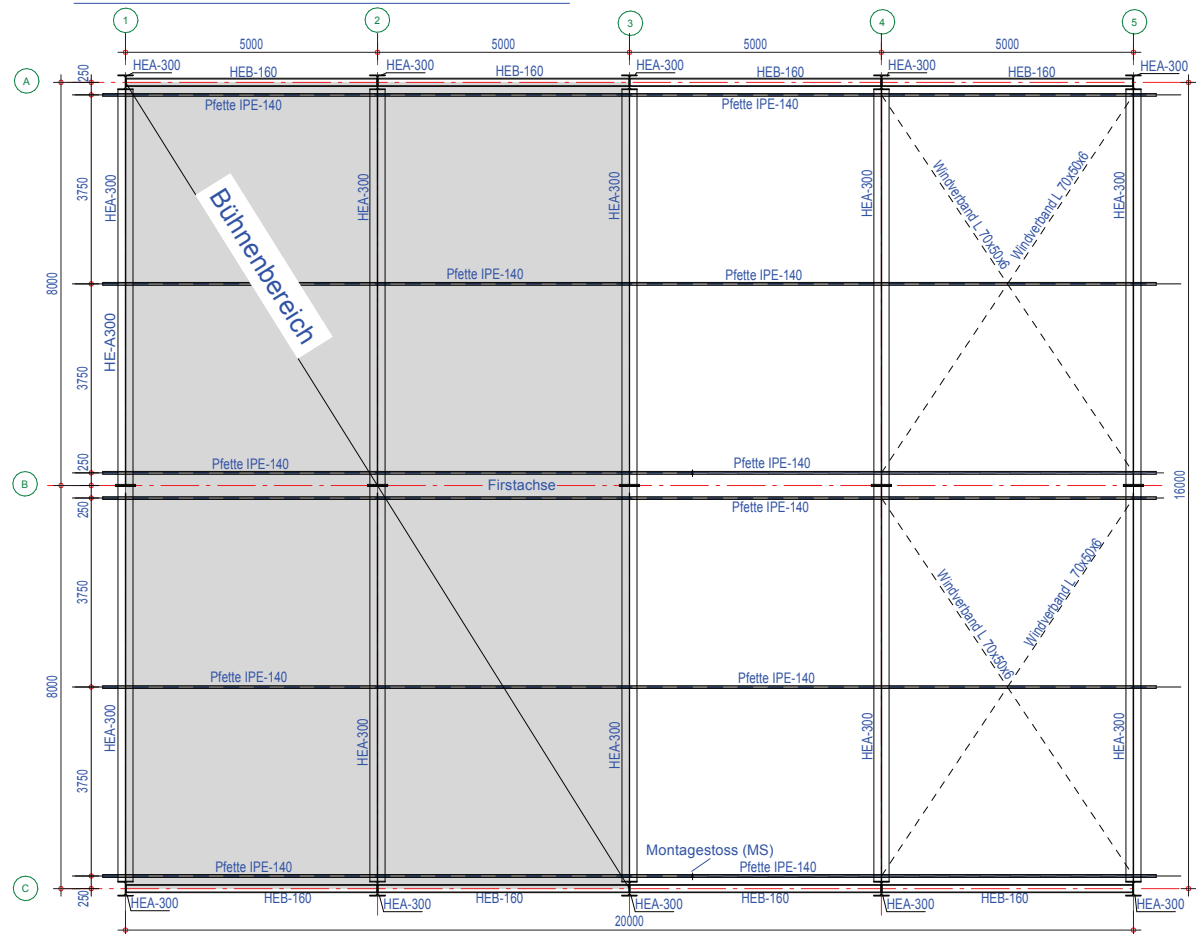 1 2 3 4 5
5000 5000 5000 5000
A
250
HEA-300 HEA-300 HEA-300 HEA-300 HEA-300
HEB-160 HEB-160 HEB-160 HEB-160
Pfette IPE-140 Pfette IPE-140
3750
HEA-300 HEA-300 HEA-300 HEA-300 HEA-300
Bühnenbereich
Windverband L 70x50x6 Windverband L 70x50x6
8000
Pfette IPE-140 Pfette IPE-140
HE-A300
3750
250
Pfette IPE-140 Pfette IPE-140
B
Firstachse
16000
250
Pfette IPE-140
3750
Windverband L 70x50x6 Windverband L 70x50x6
8000
Pfette IPE-140 Pfette IPE-140
HEA-300 HEA-300 HEA-300 HEA-300 HEA-300
3750
Montagestoss (MS)
Pfette IPE-140 Pfette IPE-140
C
250
HEB-160 HEB-160 HEB-160 HEB-160
HEA-300 HEA-300 HEA-300 HEA-300 HEA-300
20000